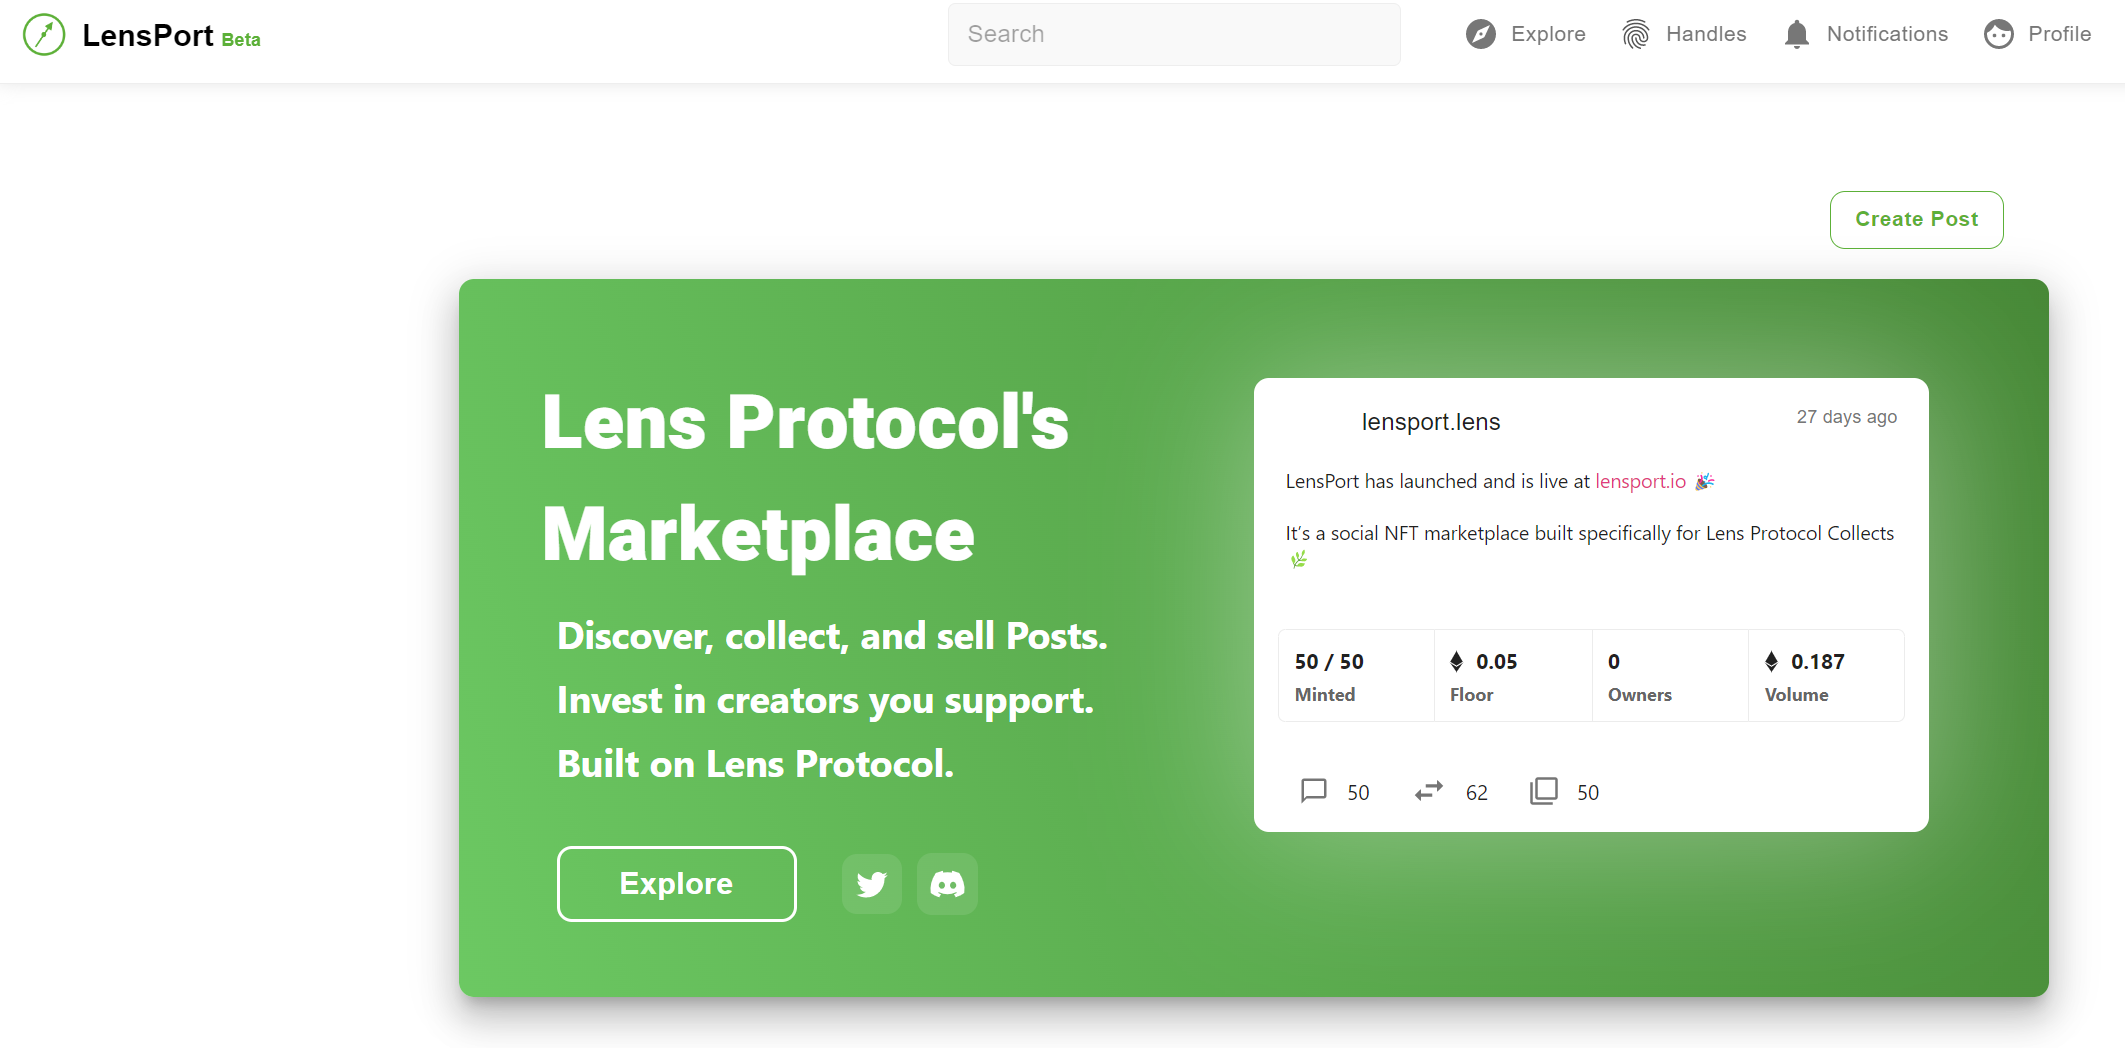 LensPort Beta
Search
Explore
Handles
Notifications
Profile
Create Post
Lens Protocol's
Marketplace
Discover, collect, and sell Posts.
Invest in creators you support.
Built on Lens Protocol.
Explore
lensport.lens
27 days ago
LensPort has launched and is live at lensport.io 🎉
It's a social NFT marketplace built specifically for Lens Protocol Collects
🌿
50 / 50
Minted
0.05
Floor
0
Owners
0.187
Volume
50
62
50